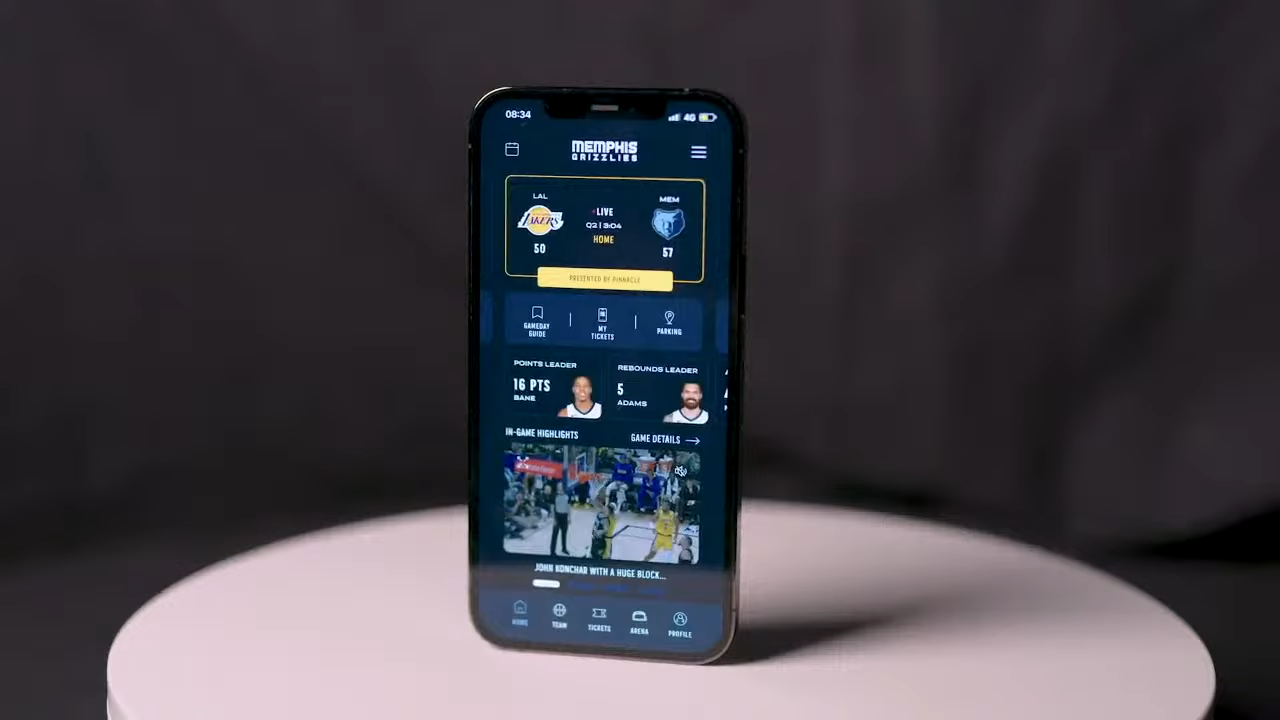 08:34
4G
MEMPHIS
GRIZZLIES
LAL
MEM
LIVE
LAKERS
Q2 | 3:04
HOME
50
57
PRESENTED BY PINNACLE
GAMEDAY
GUIDE
MY
TICKETS
PARKING
POINTS LEADER
REBOUNDS LEADER
16 PTS
5
BANE
ADAMS
IN-GAME HIGHLIGHTS
GAME DETAILS
JOHN KONCHAR WITH A HUGE BLOCK...
HOME
TEAM
TICKETS
ARENA
PROFILE